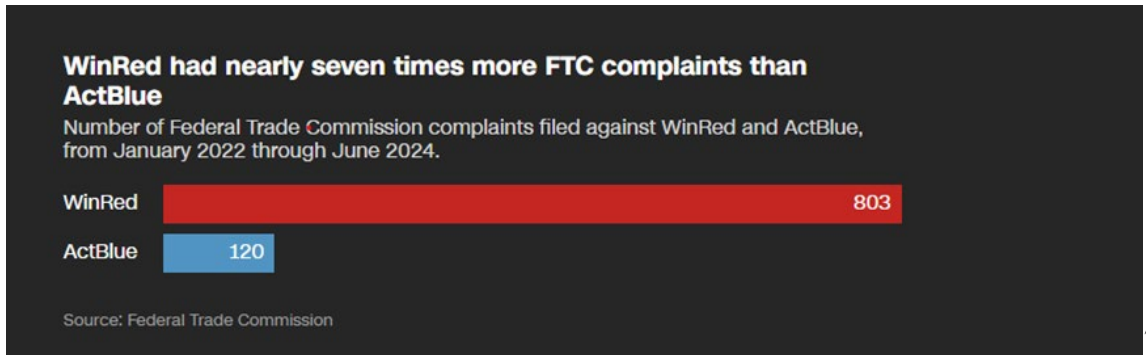 WinRed had nearly seven times more FTC complaints than
ActBlue
Number of Federal Trade Commission complaints filed against WinRed and ActBlue,
from January 2022 through June 2024.
WinRed 803
ActBlue 120
Source: Federal Trade Commission